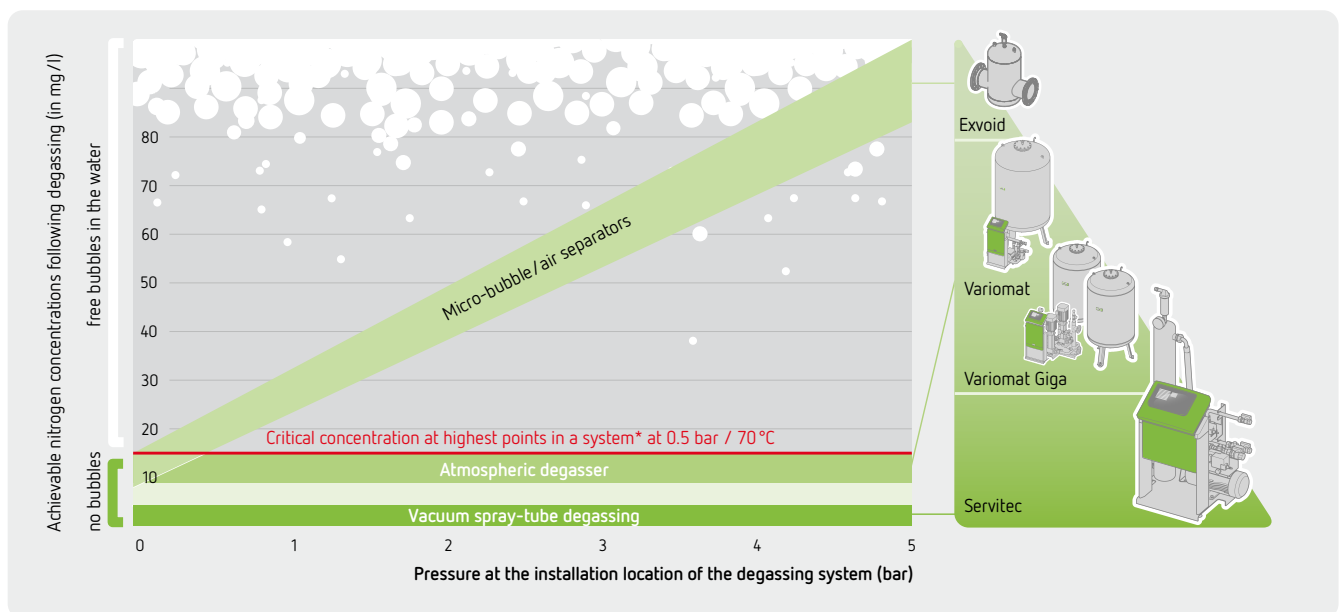 Achievable nitrogen concentrations following degassing (in mg/l)
free bubbles in the water
no bubbles
80
70
60
50
40
30
20
10
Micro-bubble/air separators
Critical concentration at highest points in a system* at 0.5 bar / 70 °C
Atmospheric degasser
Vacuum spray-tube degassing
0 1 2 3 4 5
Pressure at the installation location of the degassing system (bar)
Exvoid
Variomat
Variomat Giga
Servitec